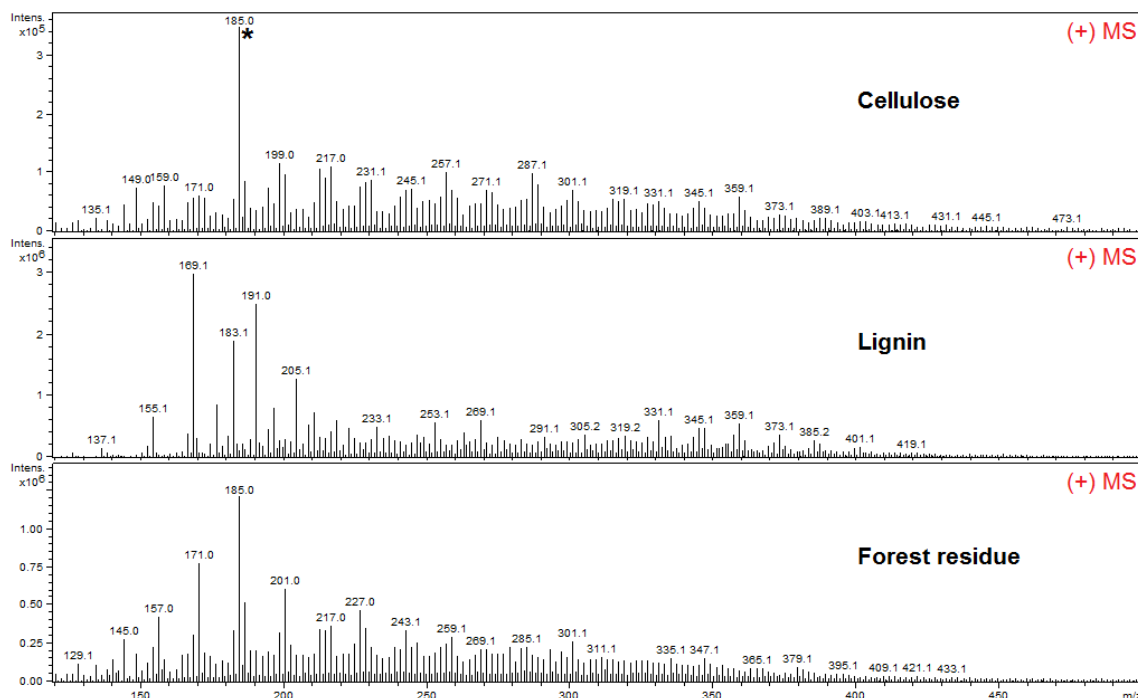 Intens.
x10⁵
3
2
1
0
(+) MS
Cellulose
135.1 149.0 159.0 171.0 185.0 * 199.0 217.0 231.1 245.1 257.1 271.1 287.1 301.1 319.1 331.1 345.1 359.1 373.1 389.1 403.1 413.1 431.1 445.1 473.1
Intens.
x10⁶
3
2
1
0
(+) MS
Lignin
137.1 155.1 169.1 183.1 191.0 205.1 233.1 253.1 269.1 291.1 305.2 319.2 331.1 345.1 359.1 373.1 385.2 401.1 419.1
Intens.
x10⁶
1.00
0.75
0.50
0.25
0.00
(+) MS
Forest residue
129.1 145.0 157.0 171.0 185.0 201.0 217.0 227.0 243.1 259.1 269.1 285.1 301.1 311.1 335.1 347.1 365.1 379.1 395.1 409.1 421.1 433.1
150 200 250 300 350 400 450